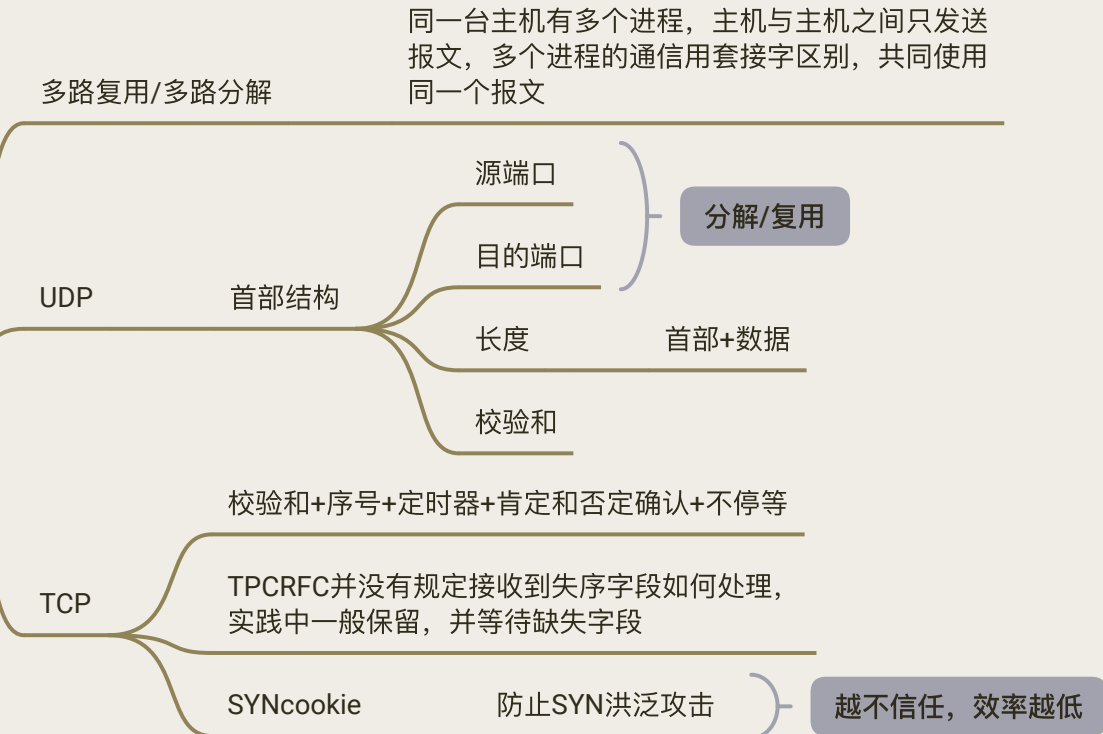 同一台主机有多个进程，主机与主机之间只发送
报文，多个进程的通信用套接字区别，共同使用
同一个报文
多路复用/多路分解
源端口
分解/复用
目的端口
UDP
首部结构
长度
首部+数据
校验和
校验和+序号+定时器+肯定和否定确认+不停等
TCP
TPCRFC并没有规定接收到失序字段如何处理，
实践中一般保留，并等待缺失字段
SYNcookie
防止SYN洪泛攻击
越不信任，效率越低